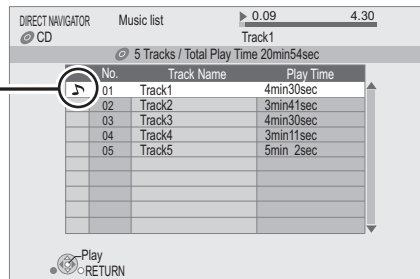 DIRECT NAVIGATOR Music list 0.09 4.30
CD Track1
5 Tracks / Total Play Time 20min54sec
No. Track Name Play Time
01 Track1 4min30sec
02 Track2 3min41sec
03 Track3 4min30sec
04 Track4 3min11sec
05 Track5 5min 2sec
Play
RETURN